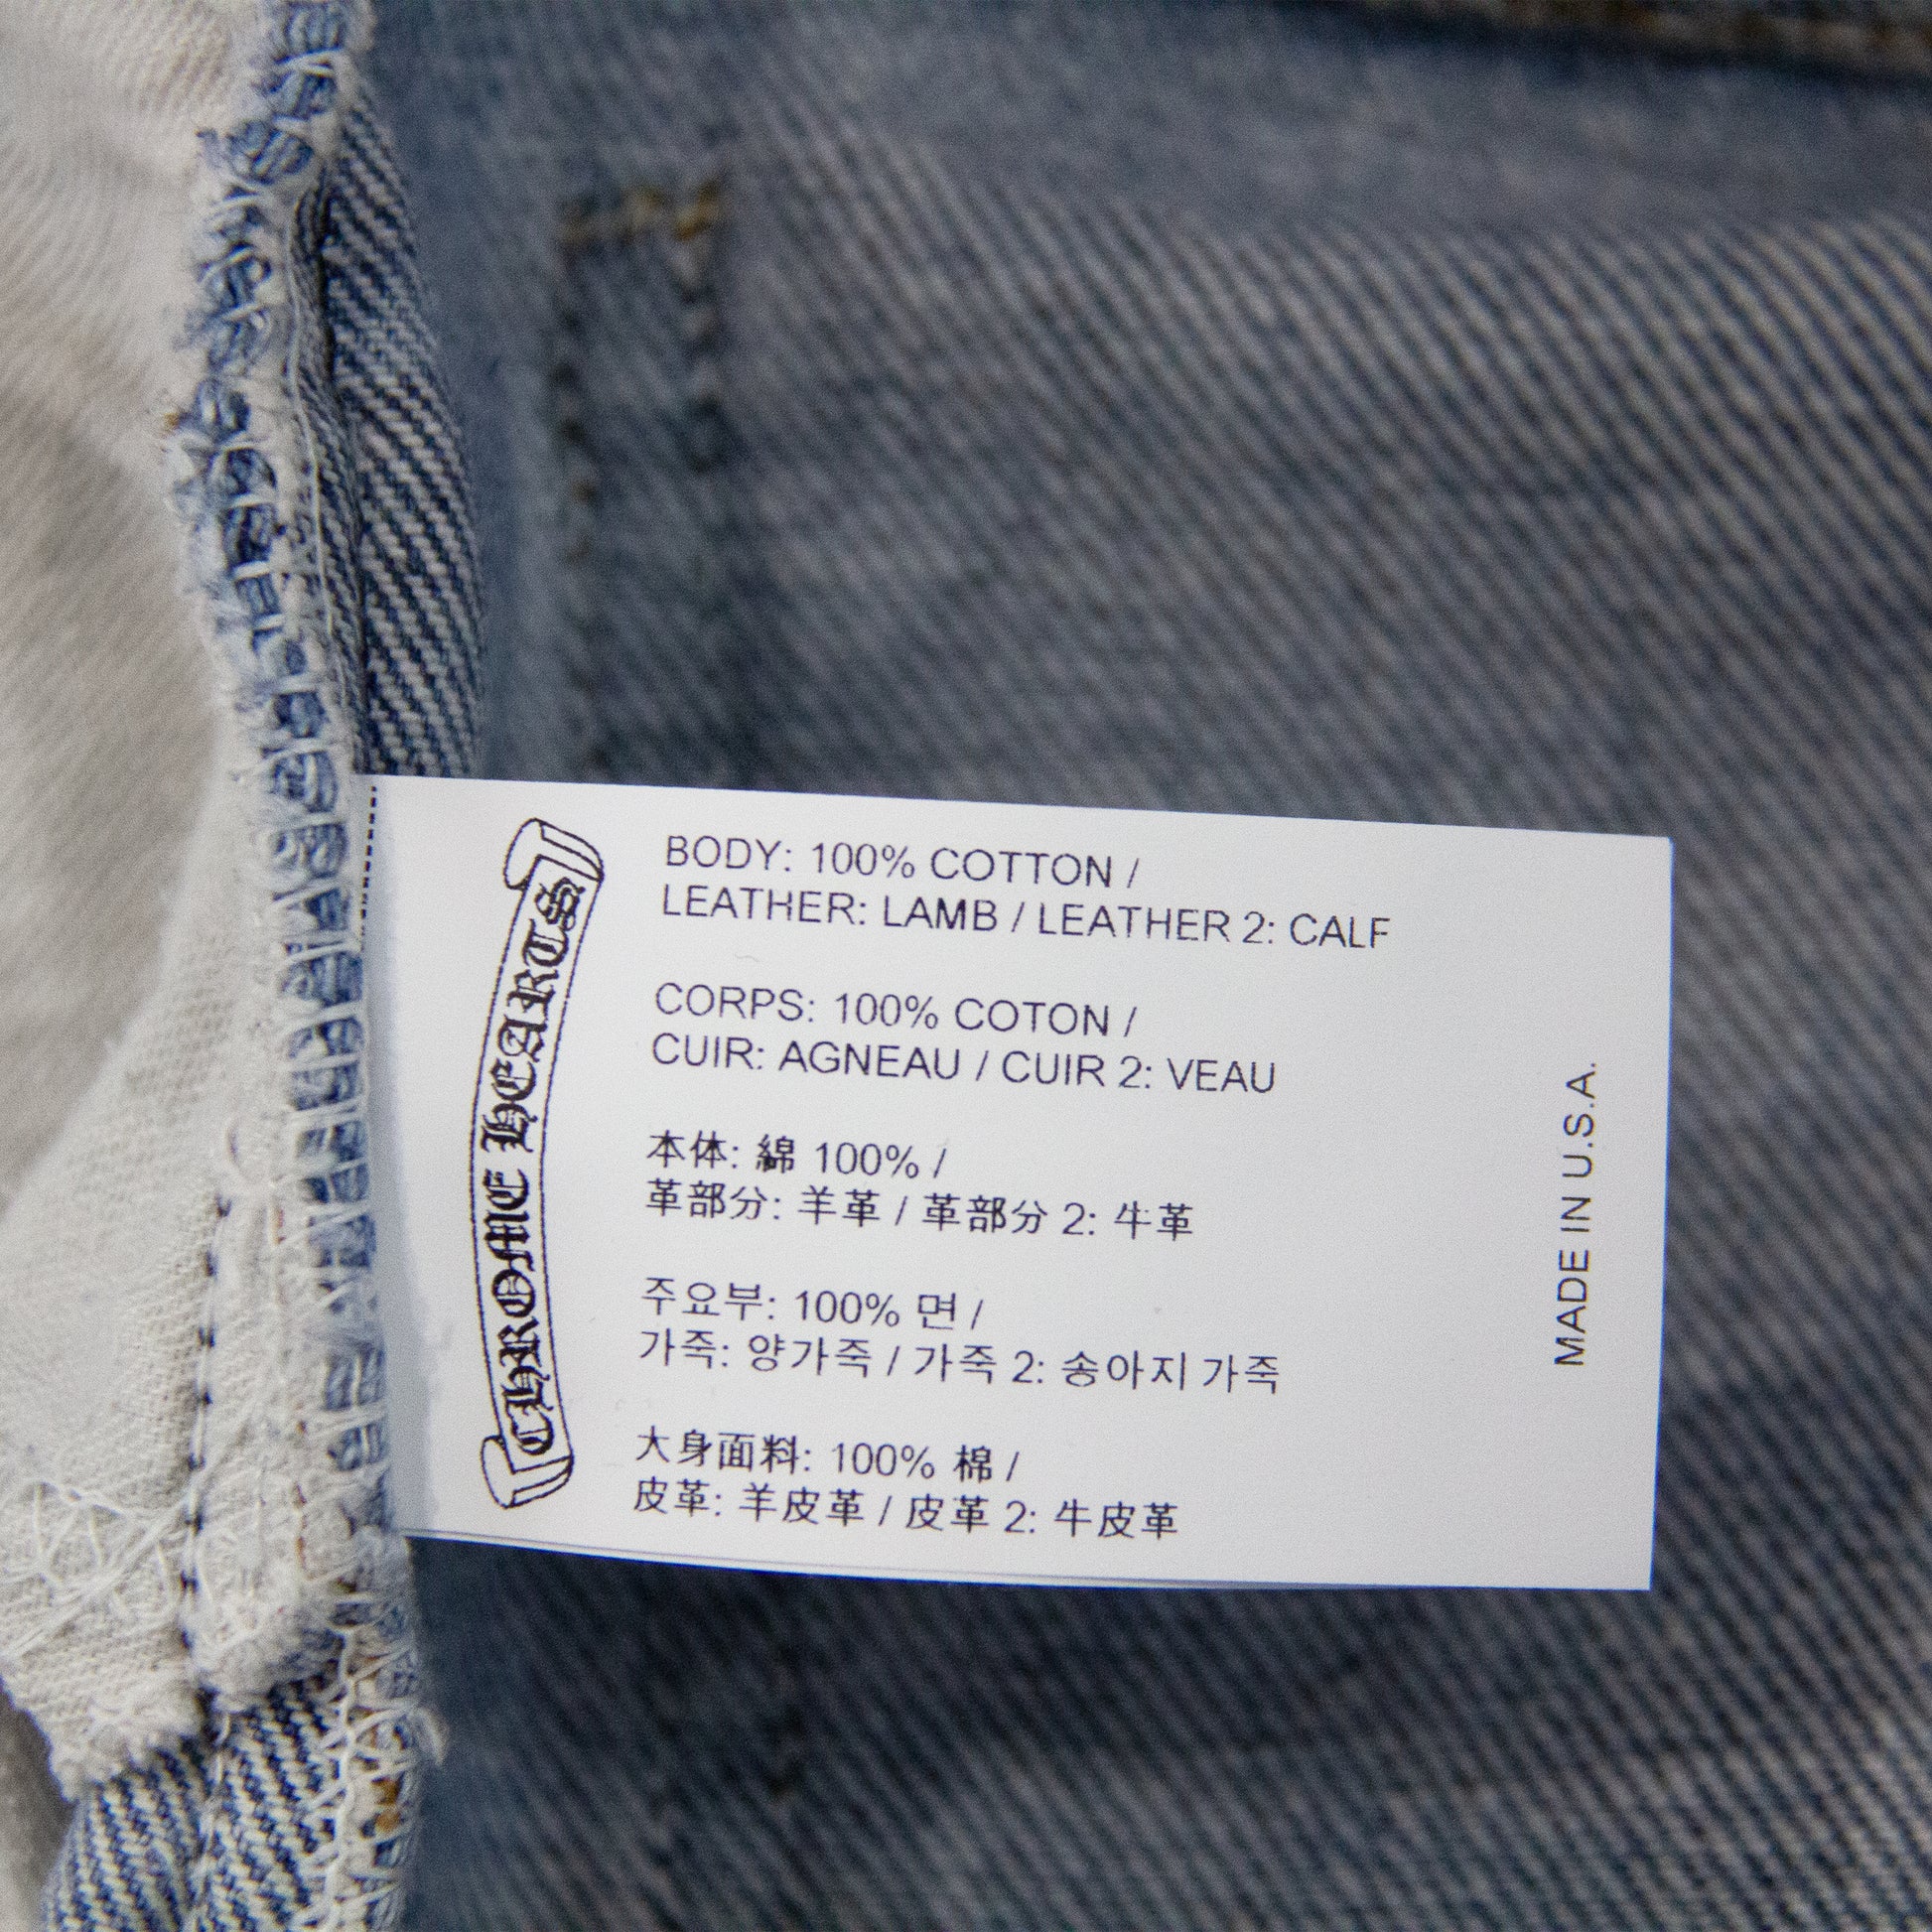 CHROME HEARTS
BODY: 100% COTTON /
LEATHER: LAMB / LEATHER 2: CALF
CORPS: 100% COTON /
CUIR: AGNEAU / CUIR 2: VEAU
本体: 綿 100% /
革部分: 羊革 / 革部分 2: 牛革
주요부: 100% 면 /
가죽: 양가죽 / 가죽 2: 송아지 가죽
大身面料: 100% 棉 /
皮革: 羊皮革 / 皮革 2: 牛皮革
MADE IN U.S.A.